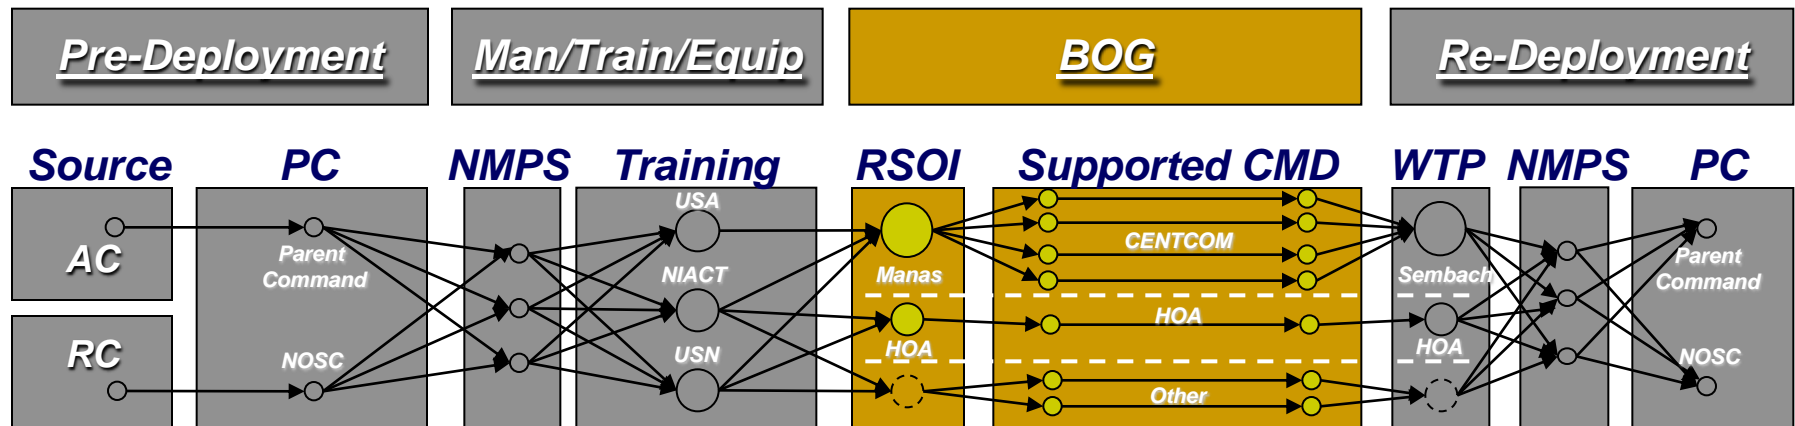 Pre-Deployment
Man/Train/Equip
BOG
Re-Deployment
Source
PC
NMPS
Training
RSOI
Supported CMD
WTP
NMPS
PC
AC
RC
Parent
Command
NOSC
USA
NIACT
USN
Manas
HOA
CENTCOM
HOA
Other
Sembach
HOA
Parent
Command
NOSC